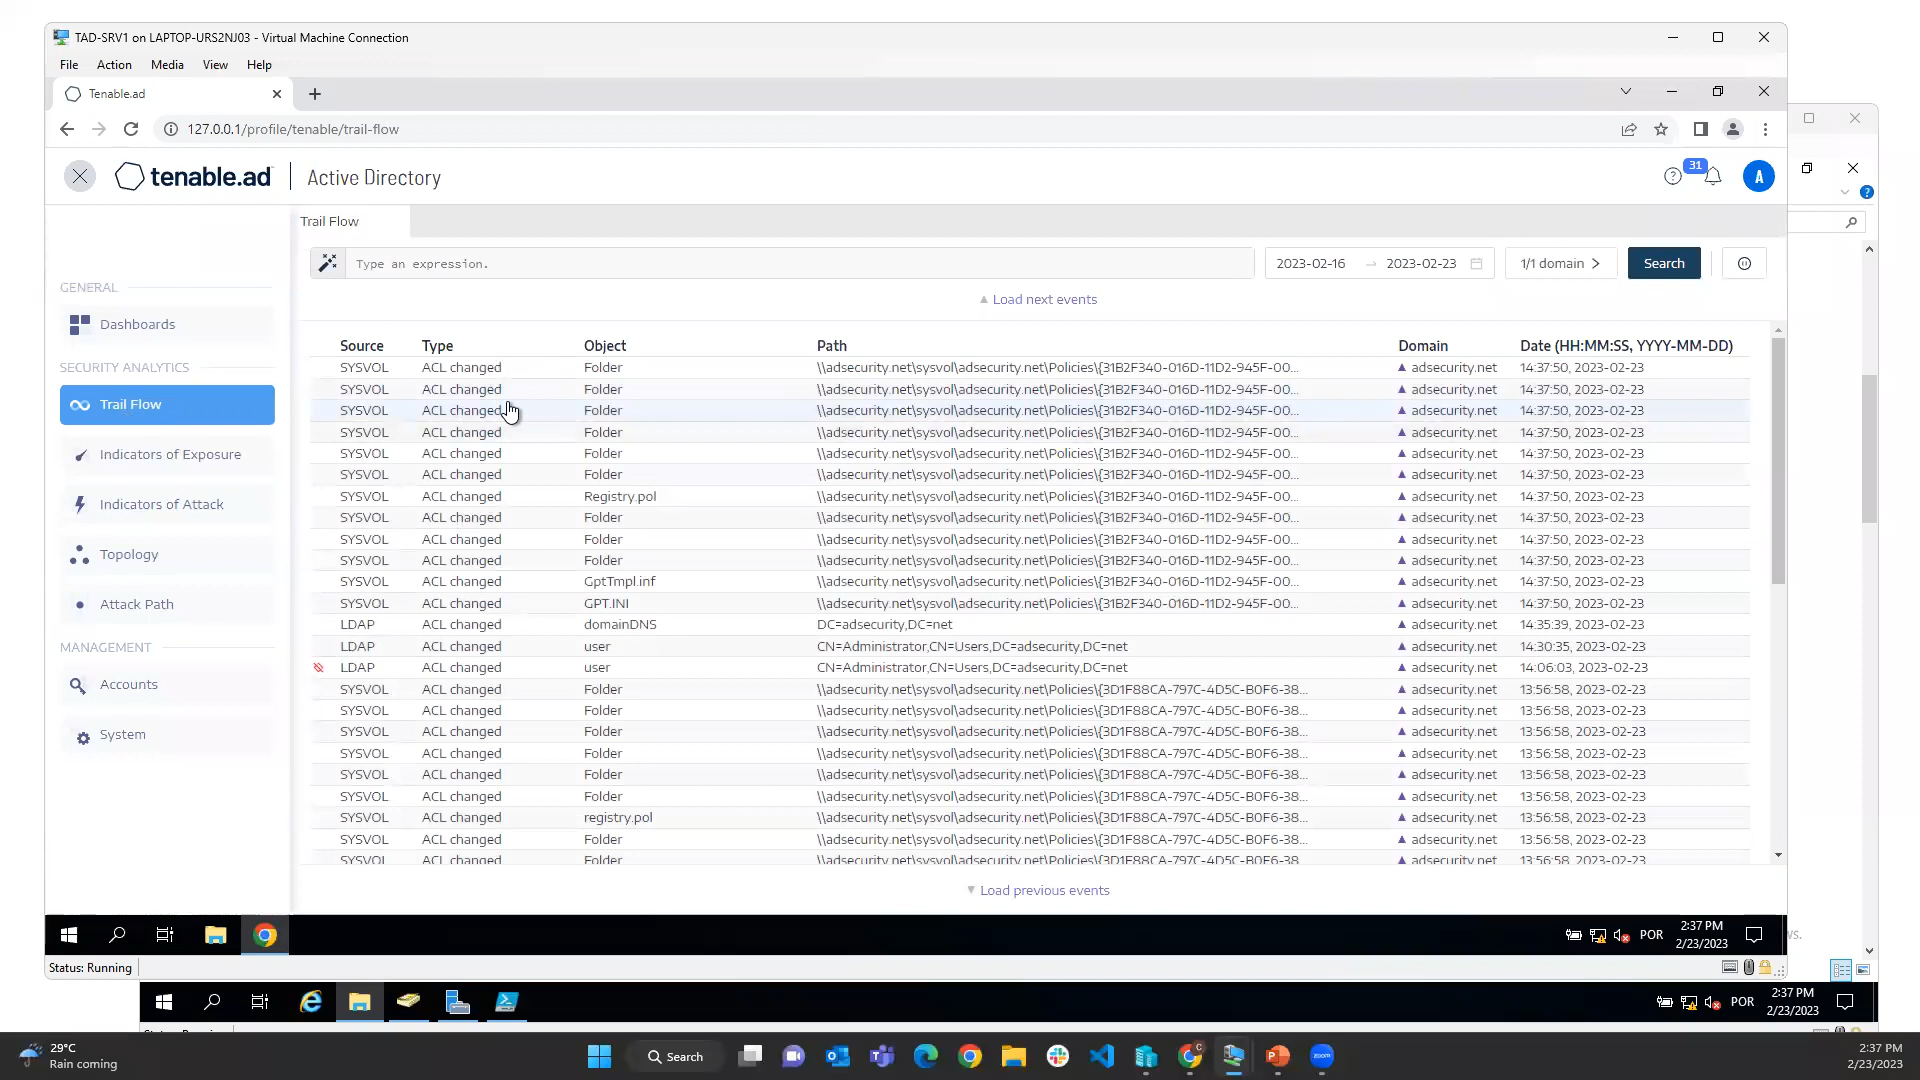 TAD-SRV1 on LAPTOP-URS2NJ03 - Virtual Machine Connection
File Action Media View Help
Tenable.ad
127.0.0.1/profile/tenable/trail-flow
tenable.ad Active Directory
31
A
Trail Flow
Type an expression.
2023-02-16 → 2023-02-23
1/1 domain >
Search
Load next events
GENERAL
Dashboards
SECURITY ANALYTICS
Trail Flow
Indicators of Exposure
Indicators of Attack
Topology
Attack Path
MANAGEMENT
Accounts
System
Source Type Object Path Domain Date (HH:MM:SS, YYYY-MM-DD)
SYSVOL ACL changed Folder \\adsecurity.net\sysvol\adsecurity.net\Policies\{31B2F340-016D-11D2-945F-00... adsecurity.net 14:37:50, 2023-02-23
SYSVOL ACL changed Folder \\adsecurity.net\sysvol\adsecurity.net\Policies\{31B2F340-016D-11D2-945F-00... adsecurity.net 14:37:50, 2023-02-23
SYSVOL ACL changed Folder \\adsecurity.net\sysvol\adsecurity.net\Policies\{31B2F340-016D-11D2-945F-00... adsecurity.net 14:37:50, 2023-02-23
SYSVOL ACL changed Folder \\adsecurity.net\sysvol\adsecurity.net\Policies\{31B2F340-016D-11D2-945F-00... adsecurity.net 14:37:50, 2023-02-23
SYSVOL ACL changed Folder \\adsecurity.net\sysvol\adsecurity.net\Policies\{31B2F340-016D-11D2-945F-00... adsecurity.net 14:37:50, 2023-02-23
SYSVOL ACL changed Folder \\adsecurity.net\sysvol\adsecurity.net\Policies\{31B2F340-016D-11D2-945F-00... adsecurity.net 14:37:50, 2023-02-23
SYSVOL ACL changed Registry.pol \\adsecurity.net\sysvol\adsecurity.net\Policies\{31B2F340-016D-11D2-945F-00... adsecurity.net 14:37:50, 2023-02-23
SYSVOL ACL changed Folder \\adsecurity.net\sysvol\adsecurity.net\Policies\{31B2F340-016D-11D2-945F-00... adsecurity.net 14:37:50, 2023-02-23
SYSVOL ACL changed Folder \\adsecurity.net\sysvol\adsecurity.net\Policies\{31B2F340-016D-11D2-945F-00... adsecurity.net 14:37:50, 2023-02-23
SYSVOL ACL changed Folder \\adsecurity.net\sysvol\adsecurity.net\Policies\{31B2F340-016D-11D2-945F-00... adsecurity.net 14:37:50, 2023-02-23
SYSVOL ACL changed GptTmpl.inf \\adsecurity.net\sysvol\adsecurity.net\Policies\{31B2F340-016D-11D2-945F-00... adsecurity.net 14:37:50, 2023-02-23
SYSVOL ACL changed GPT.INI \\adsecurity.net\sysvol\adsecurity.net\Policies\{31B2F340-016D-11D2-945F-00... adsecurity.net 14:37:50, 2023-02-23
LDAP ACL changed domainDNS DC=adsecurity,DC=net adsecurity.net 14:35:39, 2023-02-23
LDAP ACL changed user CN=Administrator,CN=Users,DC=adsecurity,DC=net adsecurity.net 14:30:35, 2023-02-23
LDAP ACL changed user CN=Administrator,CN=Users,DC=adsecurity,DC=net adsecurity.net 14:06:03, 2023-02-23
SYSVOL ACL changed Folder \\adsecurity.net\sysvol\adsecurity.net\Policies\{3D1F88CA-797C-4D5C-B0F6-38... adsecurity.net 13:56:58, 2023-02-23
SYSVOL ACL changed Folder \\adsecurity.net\sysvol\adsecurity.net\Policies\{3D1F88CA-797C-4D5C-B0F6-38... adsecurity.net 13:56:58, 2023-02-23
SYSVOL ACL changed Folder \\adsecurity.net\sysvol\adsecurity.net\Policies\{3D1F88CA-797C-4D5C-B0F6-38... adsecurity.net 13:56:58, 2023-02-23
SYSVOL ACL changed Folder \\adsecurity.net\sysvol\adsecurity.net\Policies\{3D1F88CA-797C-4D5C-B0F6-38... adsecurity.net 13:56:58, 2023-02-23
SYSVOL ACL changed Folder \\adsecurity.net\sysvol\adsecurity.net\Policies\{3D1F88CA-797C-4D5C-B0F6-38... adsecurity.net 13:56:58, 2023-02-23
SYSVOL ACL changed Folder \\adsecurity.net\sysvol\adsecurity.net\Policies\{3D1F88CA-797C-4D5C-B0F6-38... adsecurity.net 13:56:58, 2023-02-23
SYSVOL ACL changed registry.pol \\adsecurity.net\sysvol\adsecurity.net\Policies\{3D1F88CA-797C-4D5C-B0F6-38... adsecurity.net 13:56:58, 2023-02-23
SYSVOL ACL changed Folder \\adsecurity.net\sysvol\adsecurity.net\Policies\{3D1F88CA-797C-4D5C-B0F6-38... adsecurity.net 13:56:58, 2023-02-23
SYSVOL ACL changed Folder \\adsecurity.net\sysvol\adsecurity.net\Policies\{3D1F88CA-797C-4D5C-B0F6-38 adsecurity.net 13:56:58, 2023-02-23
Load previous events
POR
2:37 PM
2/23/2023
ws.
Status: Running
POR
2:37 PM
2/23/2023
29°C
Rain coming
Search
zoom
2:37 PM
2/23/2023